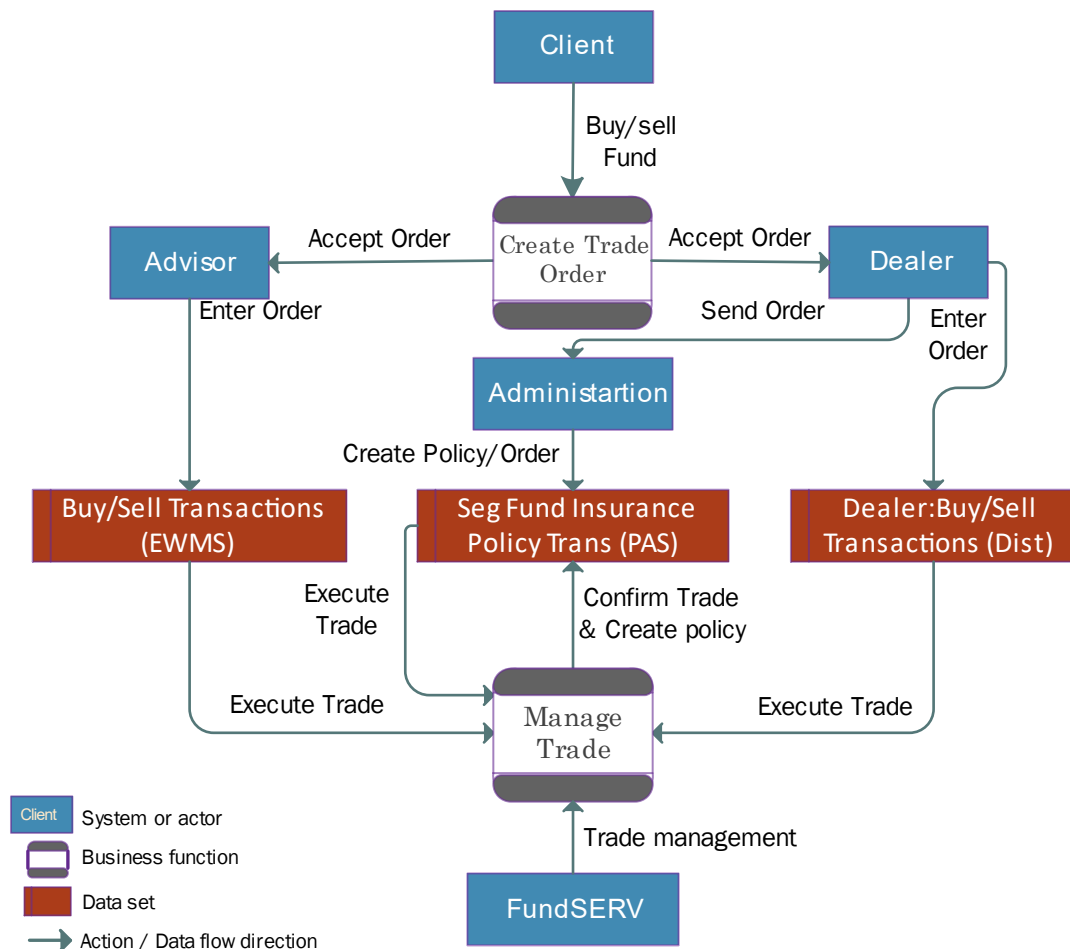 Client
Buy/sell
Fund
Accept Order
Create Trade
Order
Accept Order
Advisor
Dealer
Enter Order
Send Order
Enter
Order
Administartion
Create Policy/Order
Buy/Sell Transactions
(EWMS)
Seg Fund Insurance
Policy Trans (PAS)
Dealer:Buy/Sell
Transactions (Dist)
Execute
Trade
Confirm Trade
& Create policy
Execute Trade
Manage
Trade
Execute Trade
Trade management
FundSERV
Client
System or actor
Business function
Data set
Action / Data flow direction